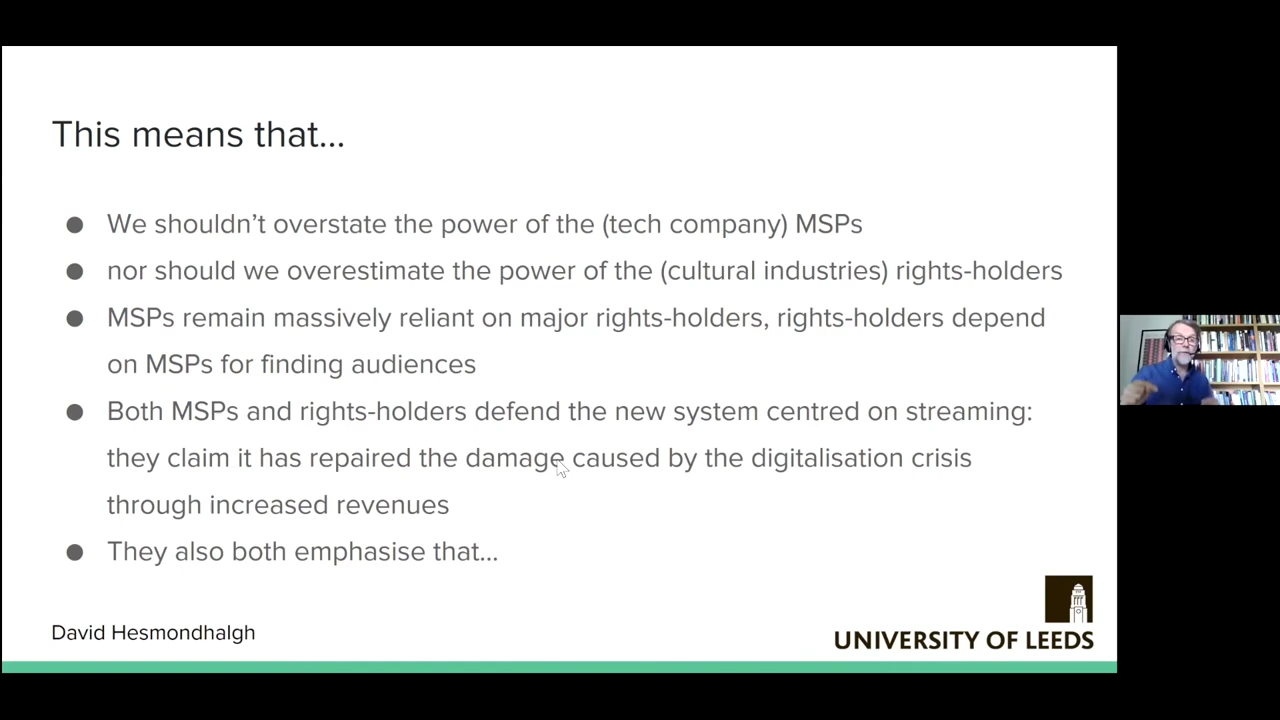 This means that...
● We shouldn’t overstate the power of the (tech company) MSPs
● nor should we overestimate the power of the (cultural industries) rights-holders
● MSPs remain massively reliant on major rights-holders, rights-holders depend
on MSPs for finding audiences
● Both MSPs and rights-holders defend the new system centred on streaming:
they claim it has repaired the damage caused by the digitalisation crisis
through increased revenues
● They also both emphasise that...
David Hesmondhalgh
UNIVERSITY OF LEEDS